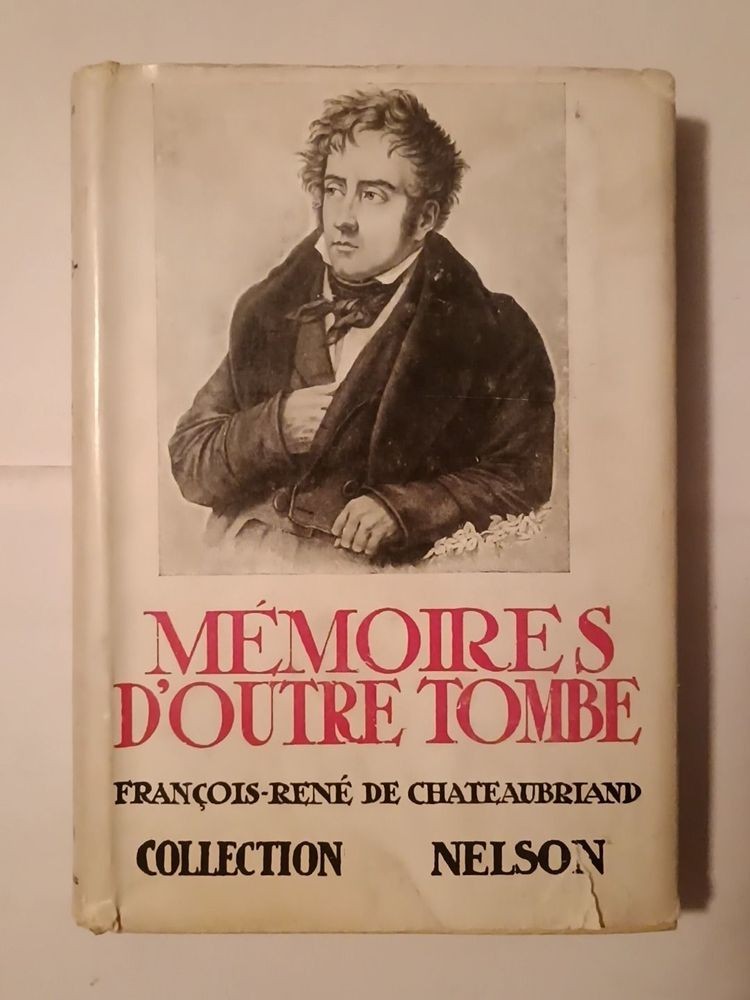 MÉMOIRES
D'OUTRE TOMBE
FRANÇOIS-RENÉ DE CHATEAUBRIAND
COLLECTION NELSON